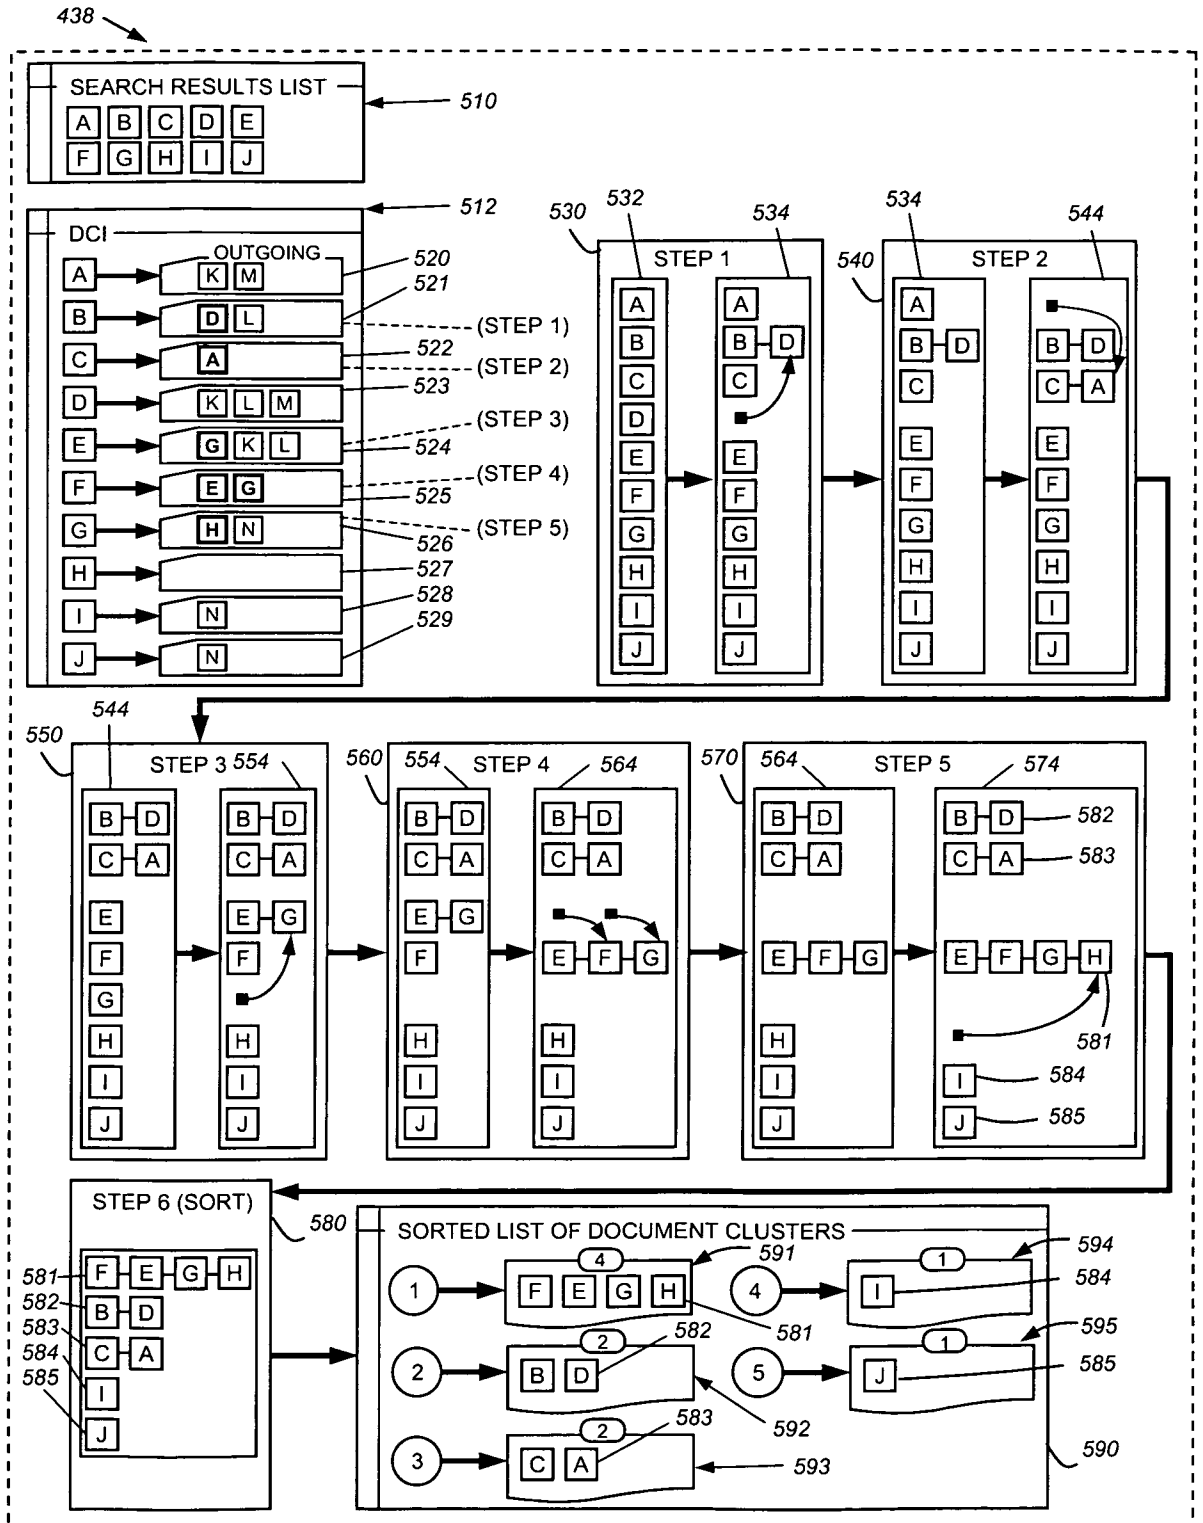 438
SEARCH RESULTS LIST
A B C D E
F G H I J
510
512
DCI
OUTGOING
A K M 520
B D L 521
(STEP 1)
C A 522
(STEP 2)
D K L M 523
E G K L 524
(STEP 3)
F E G 525
(STEP 4)
G H N 526
(STEP 5)
H 527
I N 528
J N 529
530 532 534
STEP 1
A A
B B D
C C
D
E E
F F
G G
H H
I I
J J
540 534 544
STEP 2
A
B D B D
C C A
E E
F F
G G
H H
I I
J J
550 544
STEP 3 554
B D B D
C A C A
E E G
F F
G
H H
I I
J J
560 554 564
STEP 4
B D B D
C A C A
E G
F E F G
H H
I I
J J
570 564 574
STEP 5
B D B D 582
C A C A 583
E F G E F G H
581
H
I I 584
J J 585
STEP 6 (SORT)
580
581 F E G H
582 B D
583 C A
584 I
585 J
SORTED LIST OF DOCUMENT CLUSTERS
590
1 4 591
F E G H 581
2 2 582
B D 592
3 2 583
C A 593
4 1 594
I 584
5 1 595
J 585